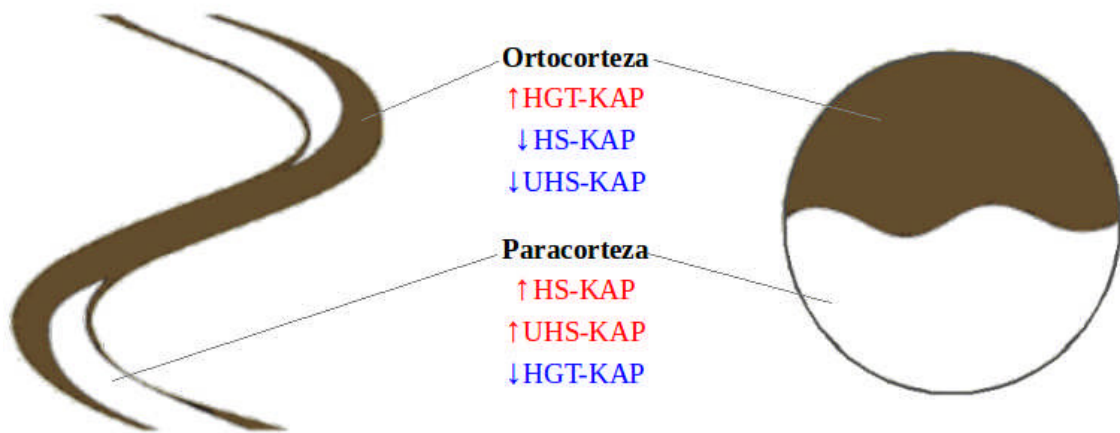 Ortocorteza
↑HGT-KAP
↓HS-KAP
↓UHS-KAP
Paracorteza
↑HS-KAP
↑UHS-KAP
↓HGT-KAP